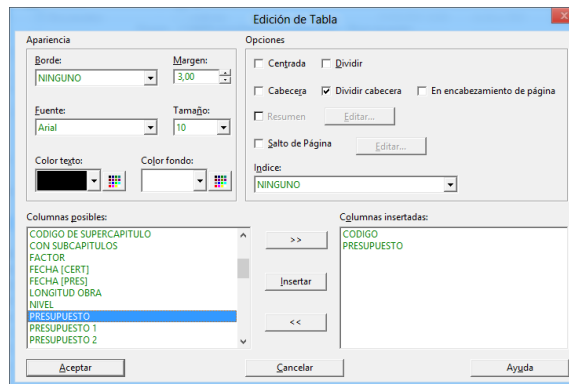 Edición de Tabla
Apariencia
Borde:
NINGUNO
Margen:
3,00
Fuente:
Arial
Tamaño:
10
Color texto:
Color fondo:
Opciones
Centrada
Dividir
Cabecera
Dividir cabecera
En encabezamiento de página
Resumen
Editar...
Salto de Página
Editar...
Indice:
NINGUNO
Columnas posibles:
CODIGO DE SUPERCAPITULO
CON SUBCAPITULOS
FACTOR
FECHA [CERT]
FECHA [PRES]
LONGITUD OBRA
NIVEL
PRESUPUESTO
PRESUPUESTO 1
PRESUPUESTO 2
>>
Insertar
<<
Columnas insertadas:
CODIGO
PRESUPUESTO
Aceptar
Cancelar
Ayuda